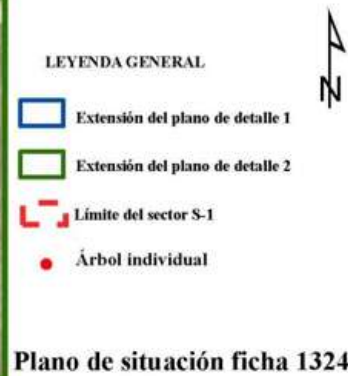 N
LEYENDA GENERAL
Extensión del plano de detalle 1
Extensión del plano de detalle 2
Límite del sector S-1
Árbol individual
Plano de situación ficha 1324